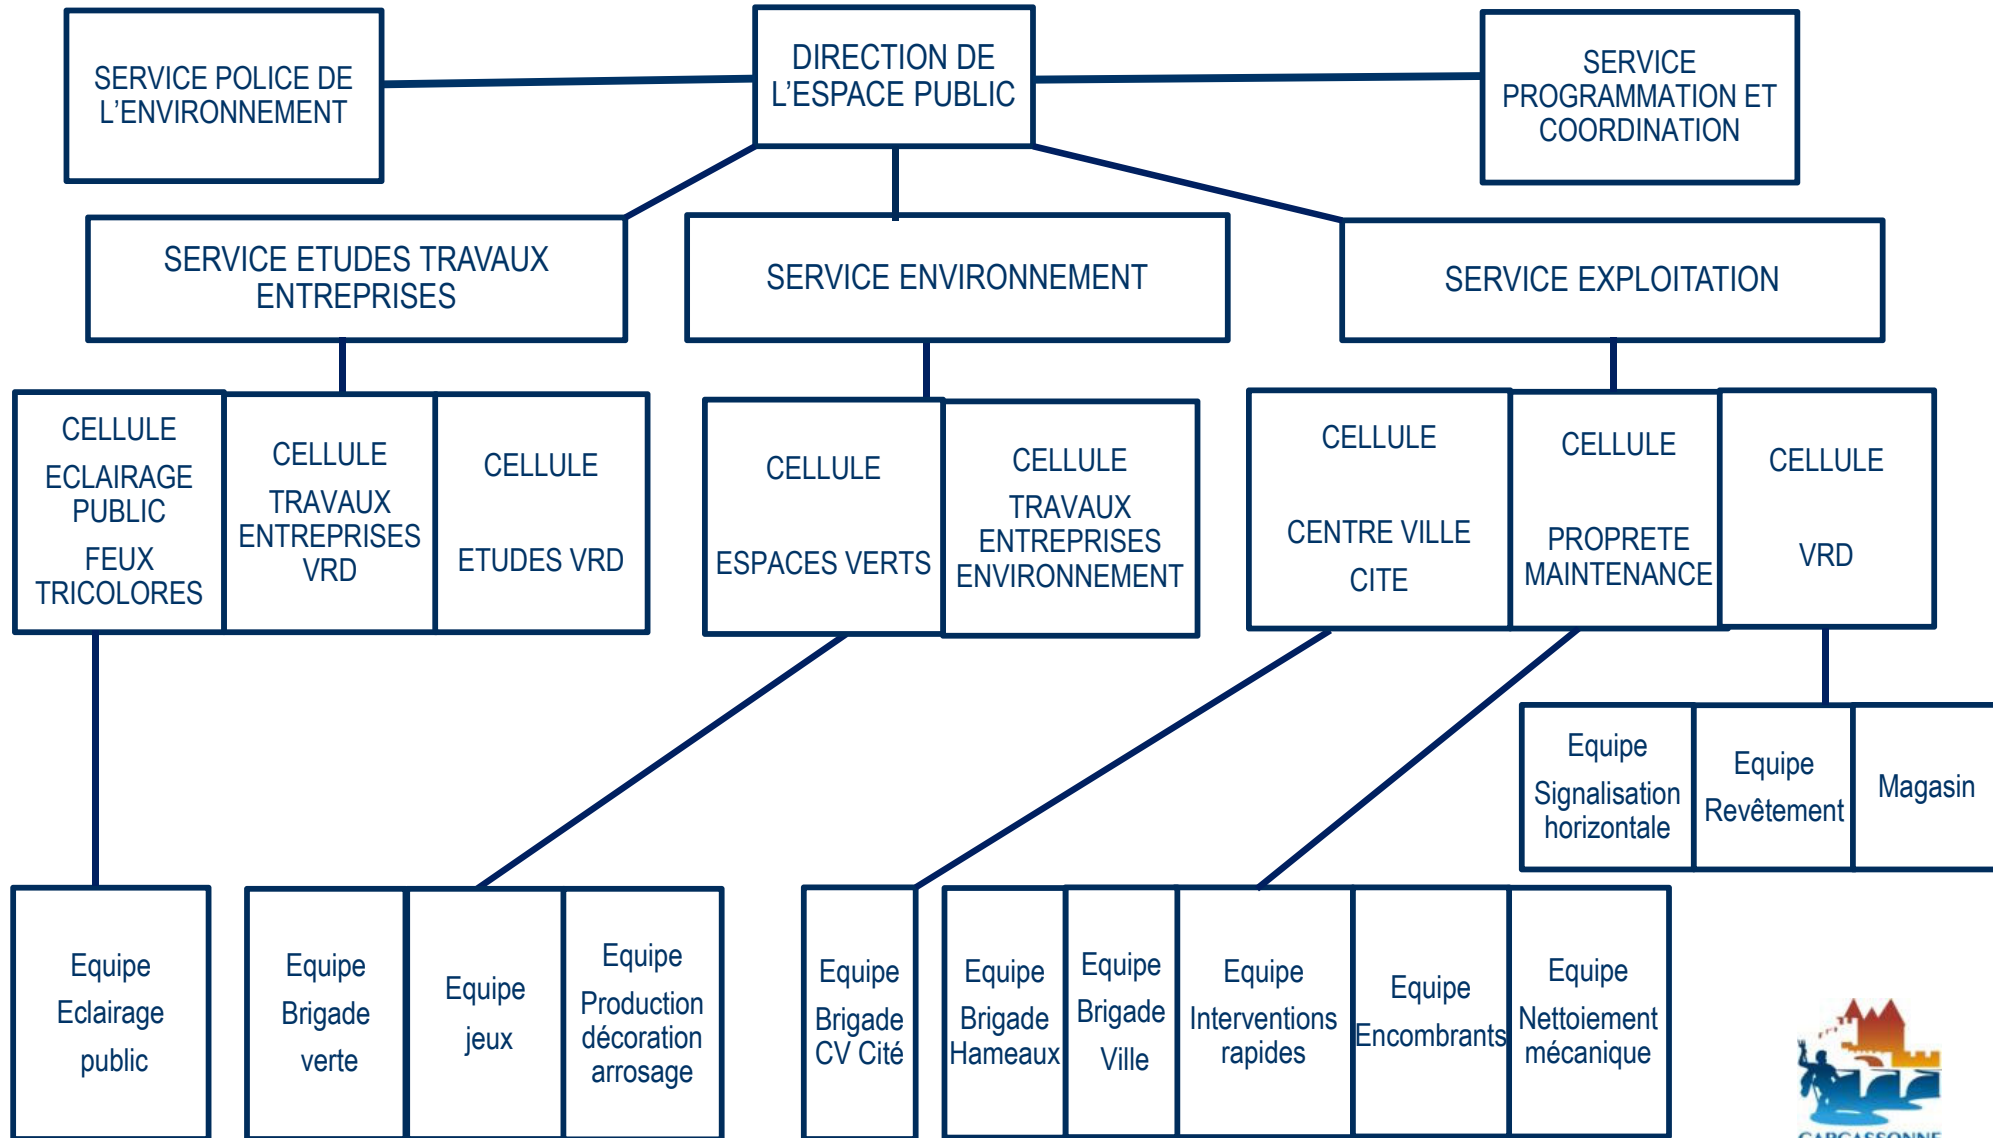 SERVICE POLICE DE
L'ENVIRONNEMENT
DIRECTION DE
L'ESPACE PUBLIC
SERVICE
PROGRAMMATION ET
COORDINATION
SERVICE ETUDES TRAVAUX
ENTREPRISES
SERVICE ENVIRONNEMENT
SERVICE EXPLOITATION
CELLULE
ECLAIRAGE
PUBLIC
FEUX
TRICOLORES
CELLULE
TRAVAUX
ENTREPRISES
VRD
CELLULE
ETUDES VRD
CELLULE
ESPACES VERTS
CELLULE
TRAVAUX
ENTREPRISES
ENVIRONNEMENT
CELLULE
CENTRE VILLE
CITE
CELLULE
PROPRETE
MAINTENANCE
CELLULE
VRD
Equipe
Signalisation
horizontale
Equipe
Revêtement
Magasin
Equipe
Eclairage
public
Equipe
Brigade
verte
Equipe
jeux
Equipe
Production
décoration
arrosage
Equipe
Brigade
CV Cité
Equipe
Brigade
Hameaux
Equipe
Brigade
Ville
Equipe
Interventions
rapides
Equipe
Encombrants
Equipe
Nettoiement
mécanique
CARCASSONNE